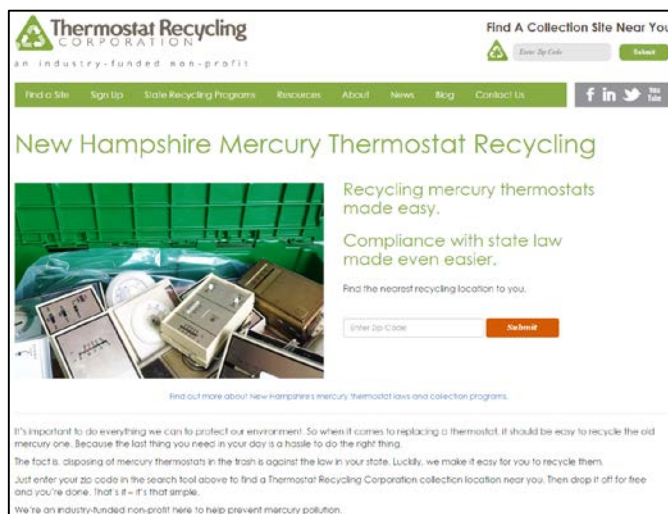 Thermostat Recycling
CORPORATION
an industry-funded non-profit
Find A Collection Site Near You
Enter Zip Code
Submit
Find a Site
Sign Up
State Recycling Programs
Resources
About
News
Blog
Contact Us
f in You Tube
New Hampshire Mercury Thermostat Recycling
Recycling mercury thermostats
made easy.
Compliance with state law
made even easier.
Find the nearest recycling location to you.
Enter Zip Code
Submit
Find out more about New Hampshire's mercury thermostat laws and collection programs.
It's important to do everything we can to protect our environment. So when it comes to replacing a thermostat, it should be easy to recycle the old
mercury one. Because the last thing you need in your day is a hassle to do the right thing.
The fact is, disposing of mercury thermostats in the trash is against the law in your state. Luckily, we make it easy for you to recycle them.
Just enter your zip code in the search tool above to find a Thermostat Recycling Corporation collection location near you. Then drop it off for free
and you're done. That's it – it's that simple.
We're an industry-funded non-profit here to help prevent mercury pollution.